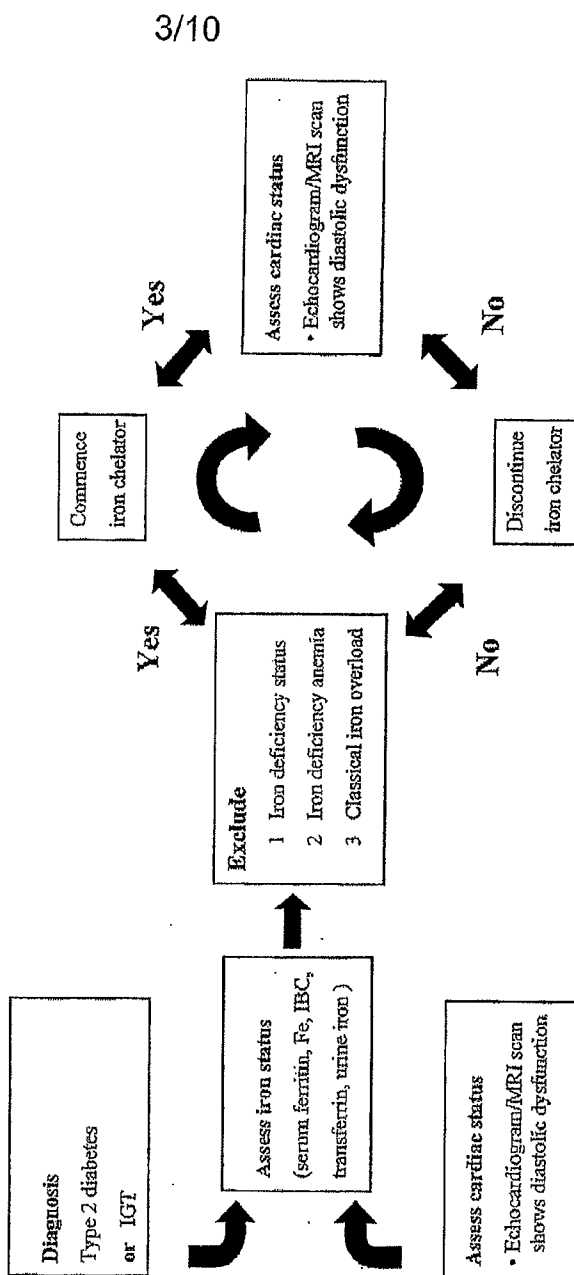 3/10
Diagnosis
Type 2 diabetes
or IGT
Assess cardiac status
• Echocardiogram/MRI scan
shows diastolic dysfunction
Assess iron status
(serum ferritin, Fe, IBC,
transferrin, urine iron )
Exclude
1 Iron deficiency status
2 Iron deficiency anemia
3 Classical iron overload
Yes
No
Commence
iron chelator
Discontinue
iron chelator
Yes
No
Assess cardiac status
• Echocardiogram/MRI scan
shows diastolic dysfunction